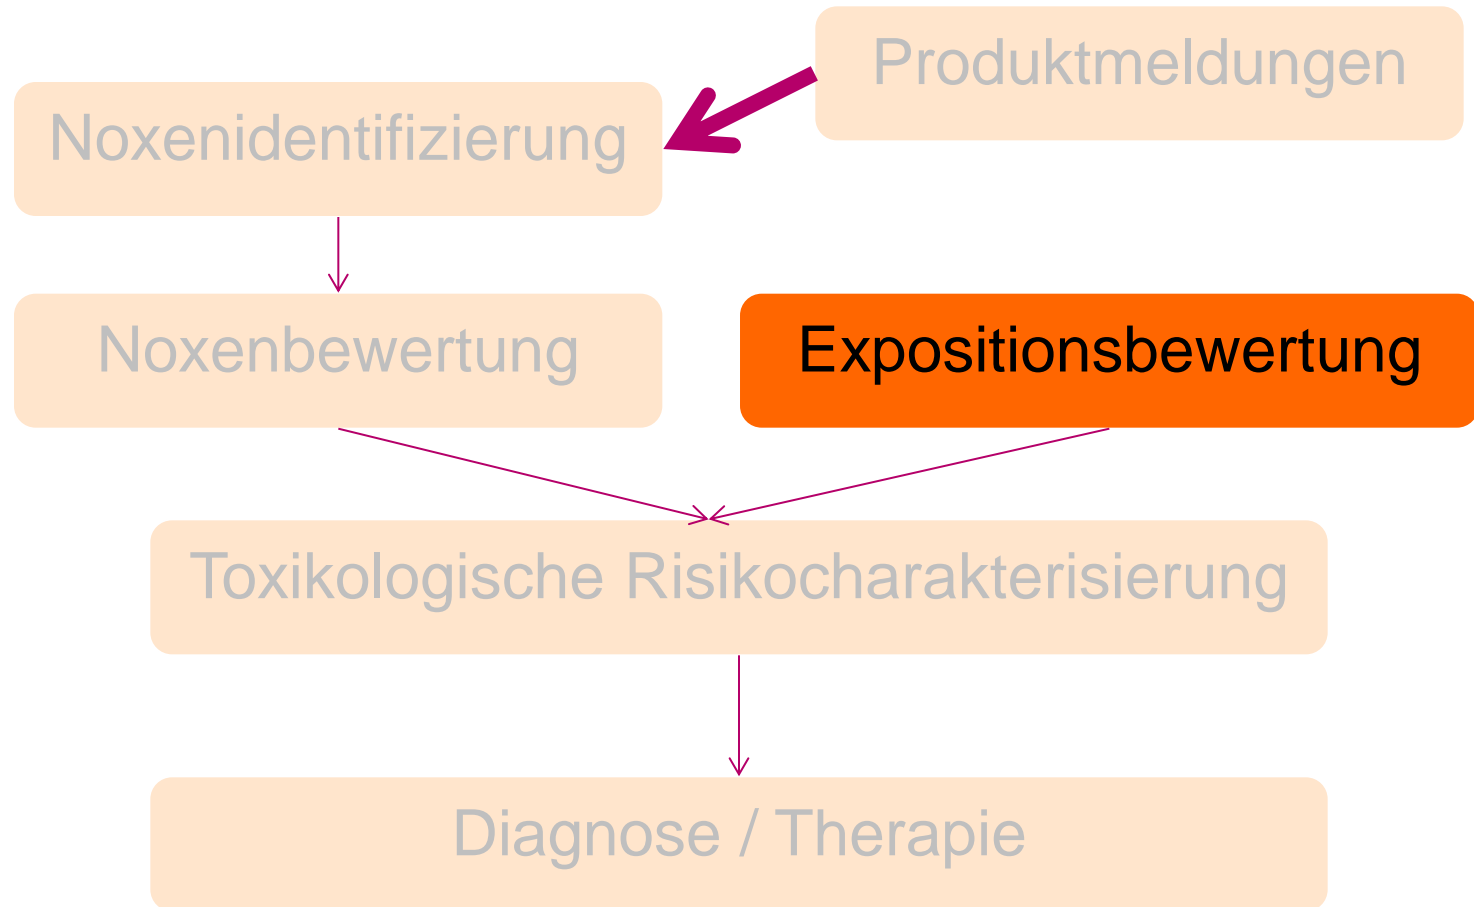 Produktmeldungen
Noxenidentifizierung
Noxenbewertung
Expositionsbewertung
Toxikologische Risikocharakterisierung
Diagnose / Therapie